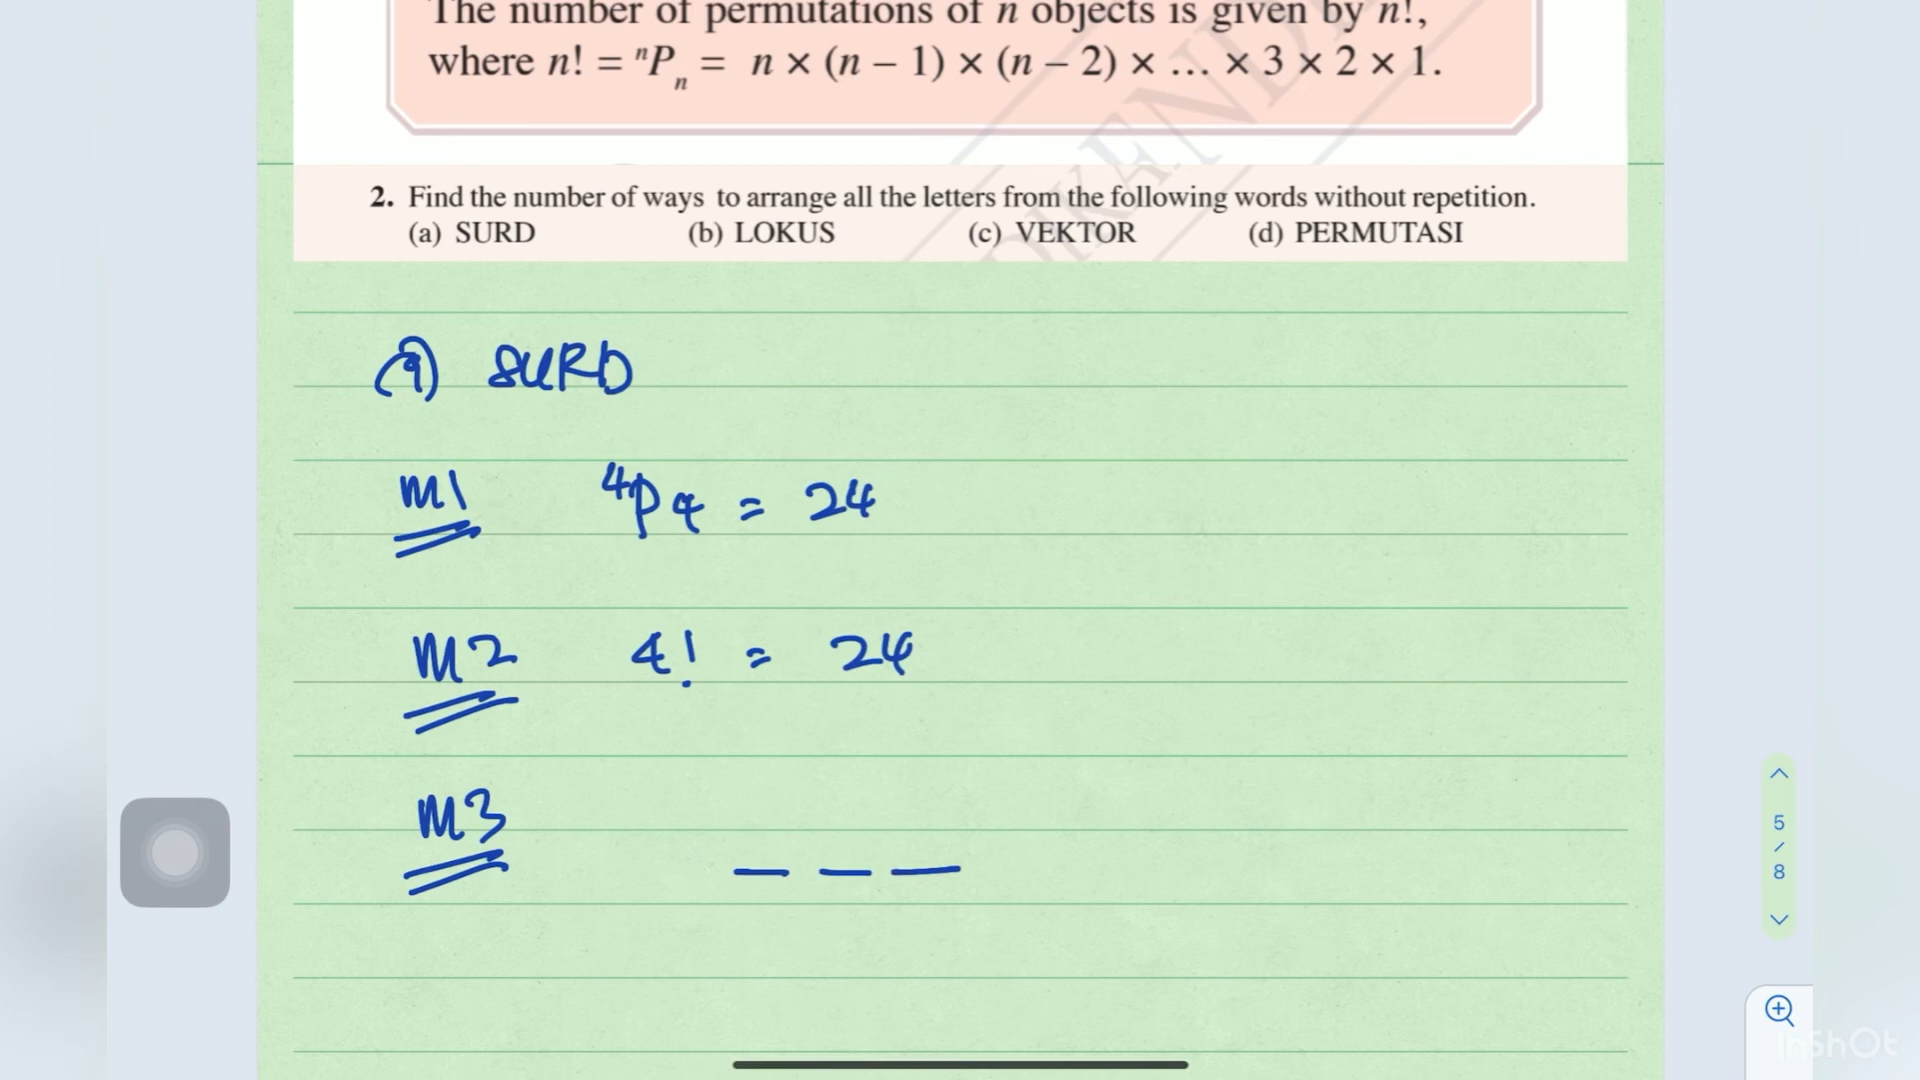 The number of permutations of n objects is given by n!,
where n! = ⁿPₙ = n × (n – 1) × (n – 2) × ... × 3 × 2 × 1.
2. Find the number of ways to arrange all the letters from the following words without repetition.
(a) SURD (b) LOKUS (c) VEKTOR (d) PERMUTASI
(a) SURD
M1 ⁴P₄ = 24
M2 4! = 24
M3
5
/
8
InShOt